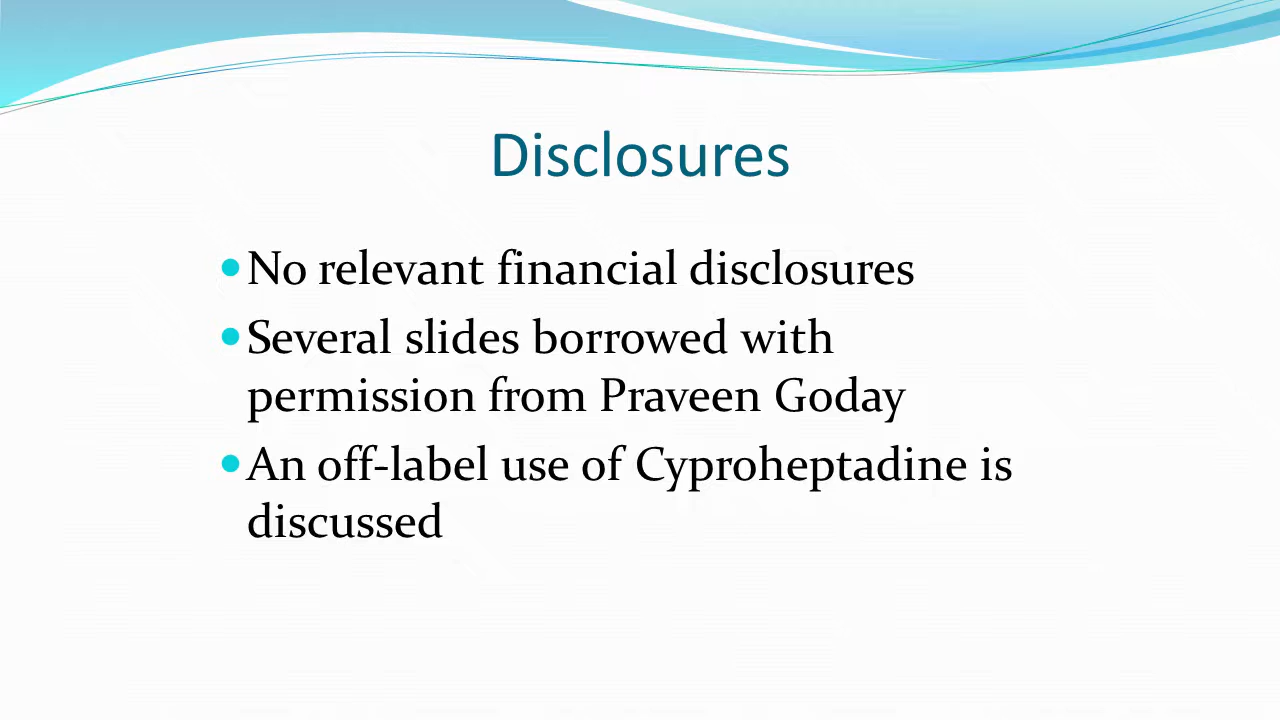 Disclosures
No relevant financial disclosures
Several slides borrowed with
permission from Praveen Goday
An off-label use of Cyproheptadine is
discussed